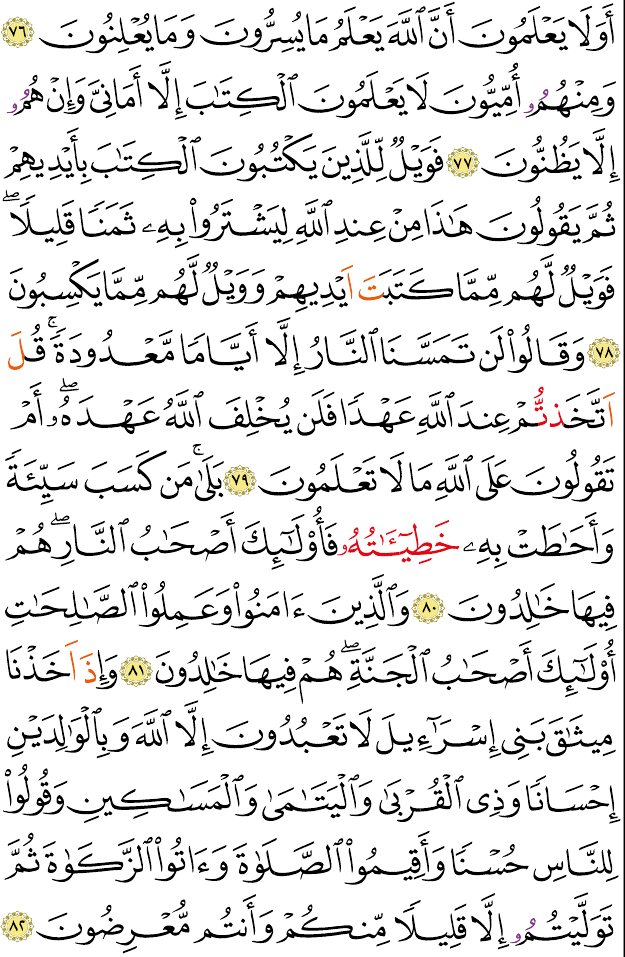 أَوَلَا يَعْلَمُونَ أَنَّ ٱللَّهَ يَعْلَمُ مَا يُسِرُّونَ وَمَا يُعْلِنُونَ ٧٦
وَمِنْهُمُۥ أُمِّيُّونَ لَا يَعْلَمُونَ ٱلْكِتَٰبَ إِلَّا أَمَانِيَّ وَإِنْ هُمُۥ
إِلَّا يَظُنُّونَ ٧٧ فَوَيْلٌ لِّلَّذِينَ يَكْتُبُونَ ٱلْكِتَٰبَ بِأَيْدِيهِمْ
ثُمَّ يَقُولُونَ هَٰذَا مِنْ عِندِ ٱللَّهِ لِيَشْتَرُوا۟ بِهِۦ ثَمَنًا قَلِيلًا ۖ
فَوَيْلٌ لَّهُم مِّمَّا كَتَبَتَ اَيْدِيهِمْ وَوَيْلٌ لَّهُم مِّمَّا يَكْسِبُونَ
٧٨ وَقَالُوا۟ لَن تَمَسَّنَا ٱلنَّارُ إِلَّا أَيَّامًا مَّعْدُودَةً ۚ قُلَ
اَتَّخَذتُّمْ عِندَ ٱللَّهِ عَهْدًا فَلَن يُخْلِفَ ٱللَّهُ عَهْدَهُۥ ۖ أَمْ
تَقُولُونَ عَلَى ٱللَّهِ مَا لَا تَعْلَمُونَ ٧٩ بَلَىٰ ۚ مَن كَسَبَ سَيِّئَةً
وَأَحَٰطَتْ بِهِۦ خَطِيٓـَٰٔتُهُۥ فَأُو۟لَٰٓئِكَ أَصْحَٰبُ ٱلنَّارِ ۖ هُمْ
فِيهَا خَٰلِدُونَ ٨٠ وَٱلَّذِينَ ءَامَنُوا۟ وَعَمِلُوا۟ ٱلصَّٰلِحَٰتِ
أُو۟لَٰٓئِكَ أَصْحَٰبُ ٱلْجَنَّةِ ۖ هُمْ فِيهَا خَٰلِدُونَ ٨١ وَإِذَ اَخَذْنَا
مِيثَٰقَ بَنِى إِسْرَٰٓءِيلَ لَا تَعْبُدُونَ إِلَّا ٱللَّهَ وَبِٱلْوَٰلِدَيْنِ
إِحْسَانًا وَذِى ٱلْقُرْبَىٰ وَٱلْيَتَٰمَىٰ وَٱلْمَسَٰكِينِ وَقُولُوا۟
لِلنَّاسِ حُسْنًا وَأَقِيمُوا۟ ٱلصَّلَوٰةَ وَءَاتُوا۟ ٱلزَّكَوٰةَ ثُمَّ
تَوَلَّيْتُمُۥ إِلَّا قَلِيلًا مِّنكُمْ وَأَنتُم مُّعْرِضُونَ ٨٢